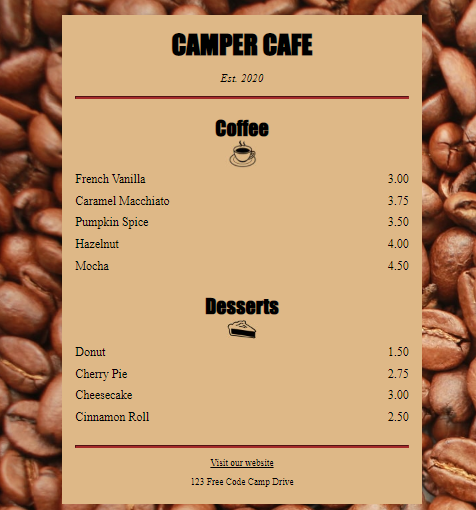 CAMPER CAFE
Est. 2020
Coffee
French Vanilla 3.00
Caramel Macchiato 3.75
Pumpkin Spice 3.50
Hazelnut 4.00
Mocha 4.50
Desserts
Donut 1.50
Cherry Pie 2.75
Cheesecake 3.00
Cinnamon Roll 2.50
Visit our website
123 Free Code Camp Drive